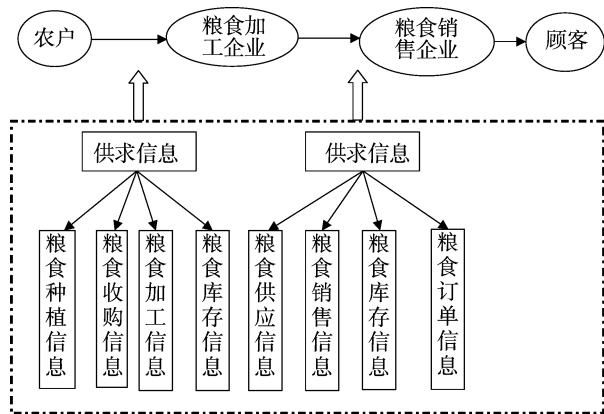 农户
粮食加
工企业
粮食销
售企业
顾客
供求信息
供求信息
粮食种植信息
粮食收购信息
粮食加工信息
粮食库存信息
粮食供应信息
粮食销售信息
粮食库存信息
粮食订单信息